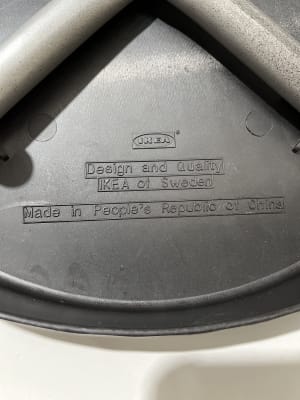 IKEA®
Design and Quality
IKEA of Sweden
Made in People's Republic of China